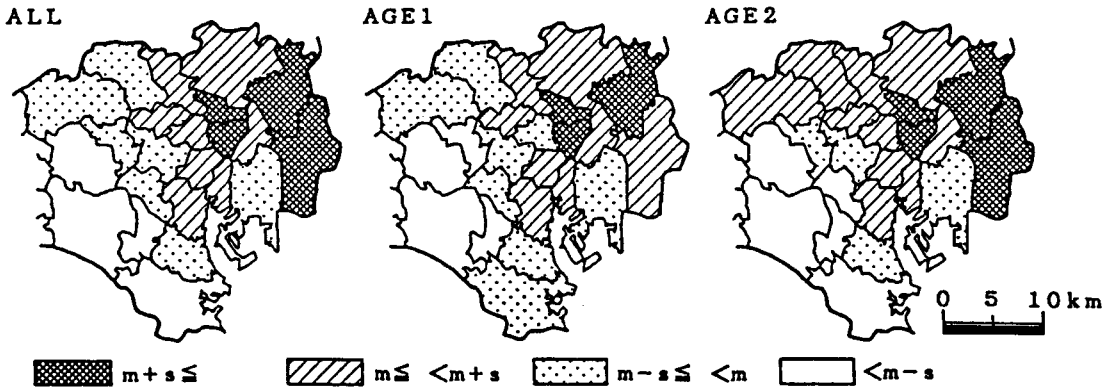 ALL AGE1 AGE2
0 5 10km
m+s≦ m≦ <m+s m−s≦ <m <m−s